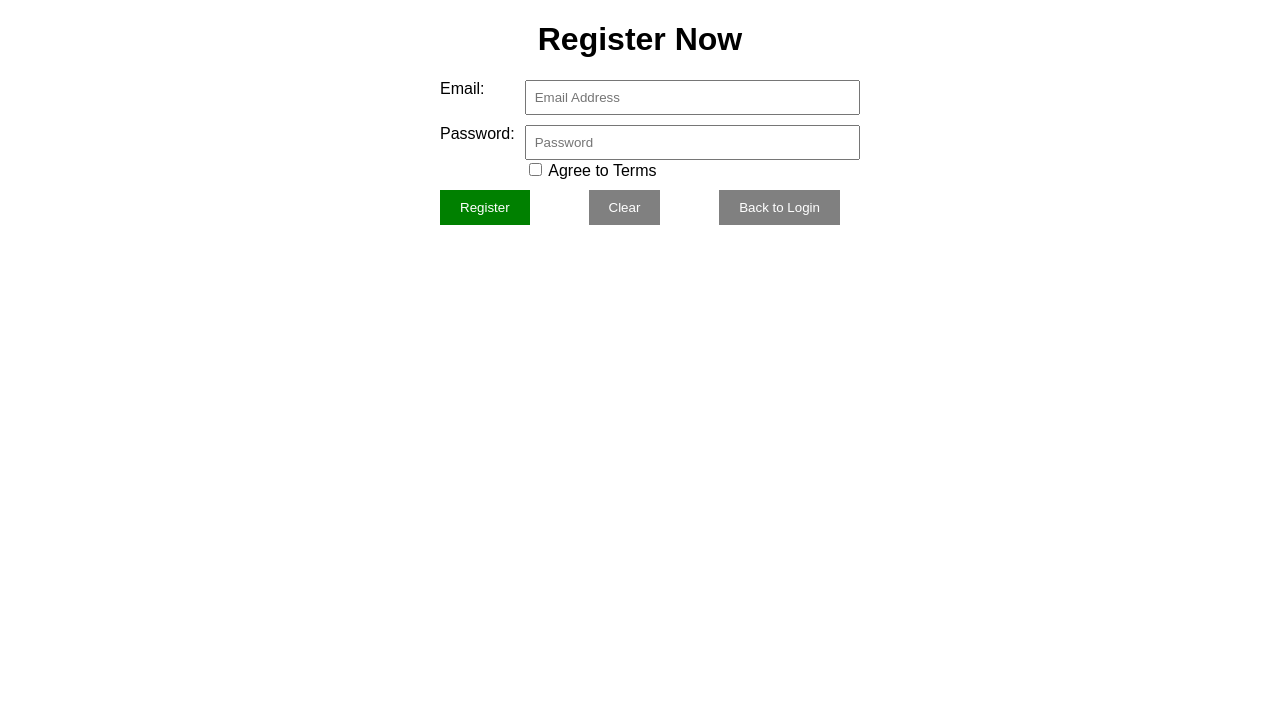 Register Now
Email: Email Address
Password: Password
Agree to Terms
Register Clear Back to Login